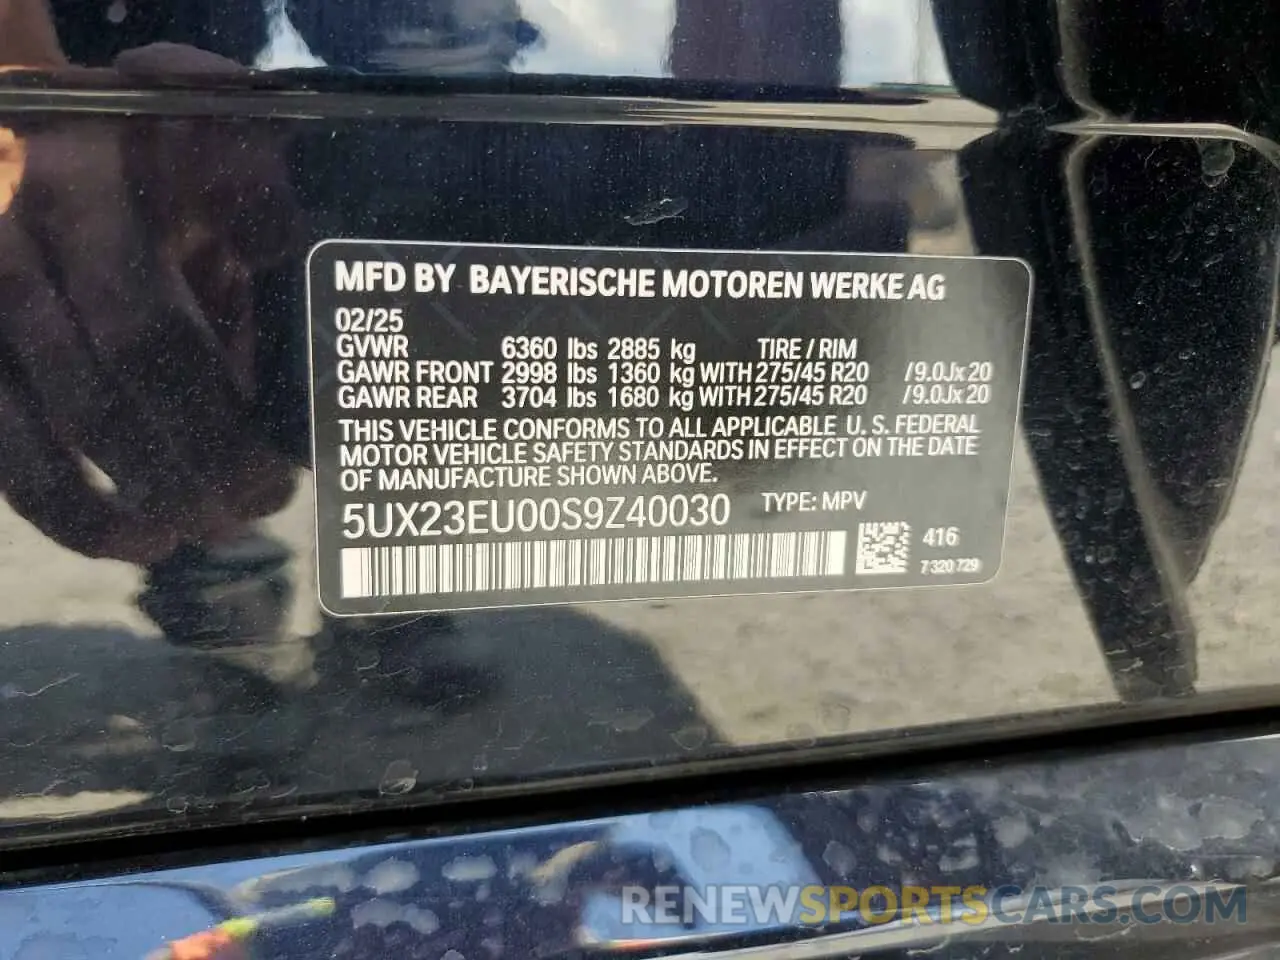 MFD BY BAYERISCHE MOTOREN WERKE AG
02/25
GVWR 6360 lbs 2885 kg TIRE / RIM
GAWR FRONT 2998 lbs 1360 kg WITH 275/45 R20 /9.0Jx20
GAWR REAR 3704 lbs 1680 kg WITH 275/45 R20 /9.0Jx20
THIS VEHICLE CONFORMS TO ALL APPLICABLE U.S. FEDERAL
MOTOR VEHICLE SAFETY STANDARDS IN EFFECT ON THE DATE
OF MANUFACTURE SHOWN ABOVE.
5UX23EU00S9Z40030 TYPE: MPV
416
7 320 729
RENEWSPORTSCARS.COM